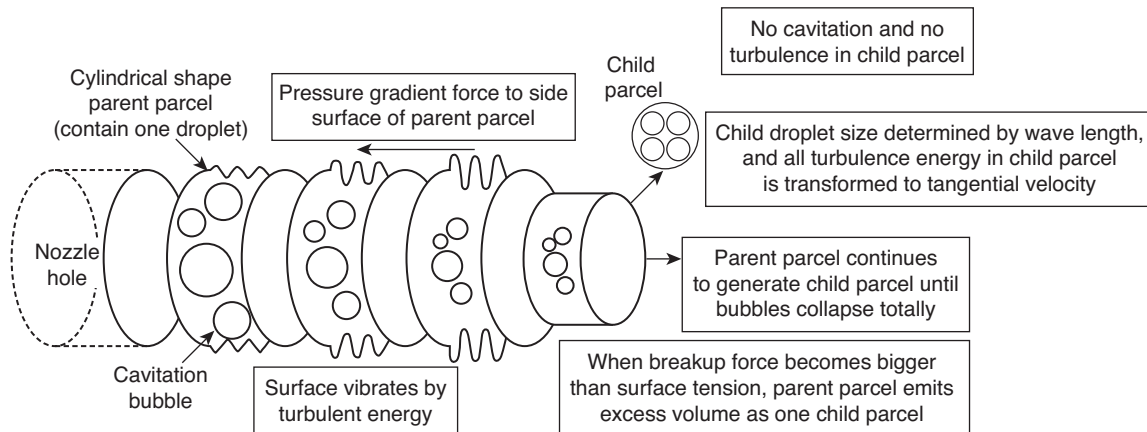 No cavitation and no
turbulence in child parcel
Child
parcel
Cylindrical shape
parent parcel
(contain one droplet)
Pressure gradient force to side
surface of parent parcel
Child droplet size determined by wave length,
and all turbulence energy in child parcel
is transformed to tangential velocity
Nozzle
hole
Parent parcel continues
to generate child parcel until
bubbles collapse totally
Cavitation
bubble
Surface vibrates by
turbulent energy
When breakup force becomes bigger
than surface tension, parent parcel emits
excess volume as one child parcel